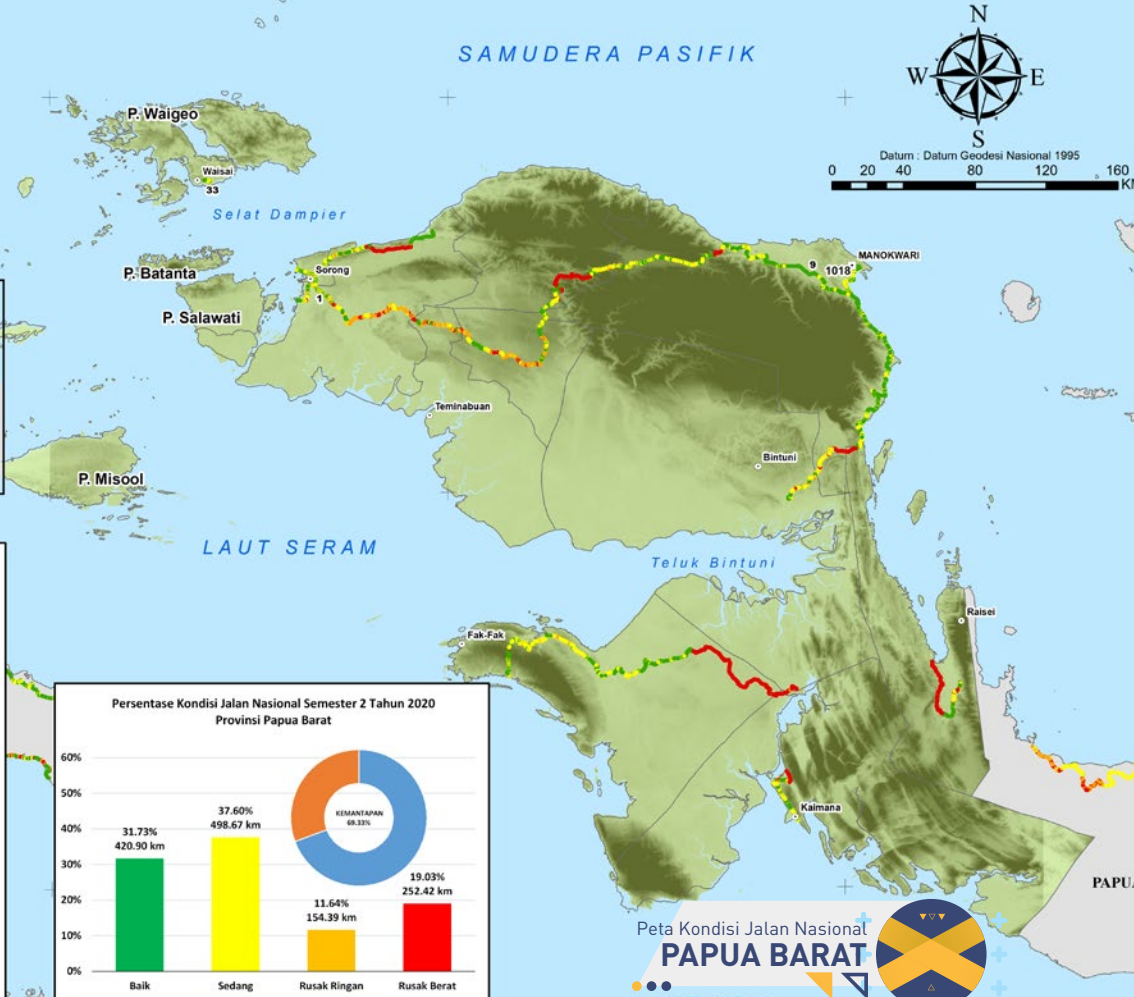 N
SAMUDERA PASIFIK
W
E
S
Datum : Datum Geodesi Nasional 1995
0 20 40 80 120 160
P. Waigeo
Waisai
33
Selat Dampier
P. Batanta
Sorong
1
P. Salawati
9
1018
MANOKWARI
Teminabuan
Bintuni
P. Misool
LAUT SERAM
Teluk Bintuni
Raisei
Fak-Fak
Kaimana
Persentase Kondisi Jalan Nasional Semester 2 Tahun 2020
Provinsi Papua Barat
60%
50%
40%
30%
20%
10%
0%
KEMANTAPAN
69.33%
31.73%
420.90 km
37.60%
498.67 km
11.64%
154.39 km
19.03%
252.42 km
Baik
Sedang
Rusak Ringan
Rusak Berat
Peta Kondisi Jalan Nasional
PAPUA BARAT